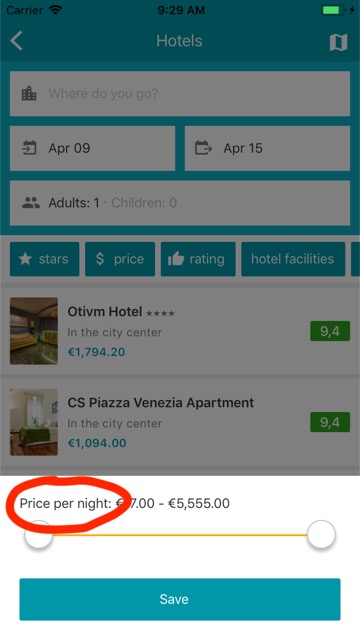 Carrier 9:29 AM
Hotels
Where do you go?
Apr 09 Apr 15
Adults: 1 · Children: 0
stars $ price rating hotel facilities
Otivm Hotel ★★★★
In the city center
9,4
€1,794.20
CS Piazza Venezia Apartment
In the city center
9,4
€1,094.00
Price per night: €7.00 - €5,555.00
Save